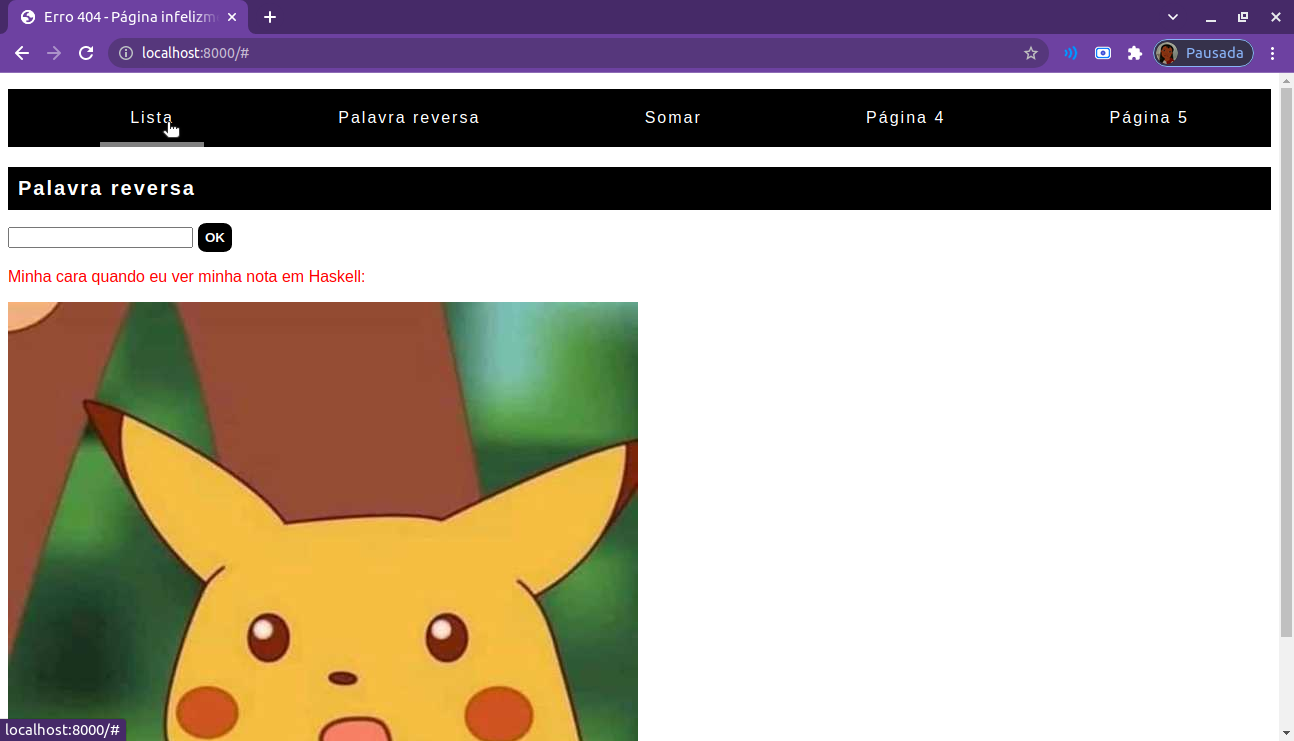 Erro 404 - Página infelizm
localhost:8000/#
Pausada
Lista
Palavra reversa
Somar
Página 4
Página 5
Palavra reversa
OK
Minha cara quando eu ver minha nota em Haskell:
localhost:8000/#